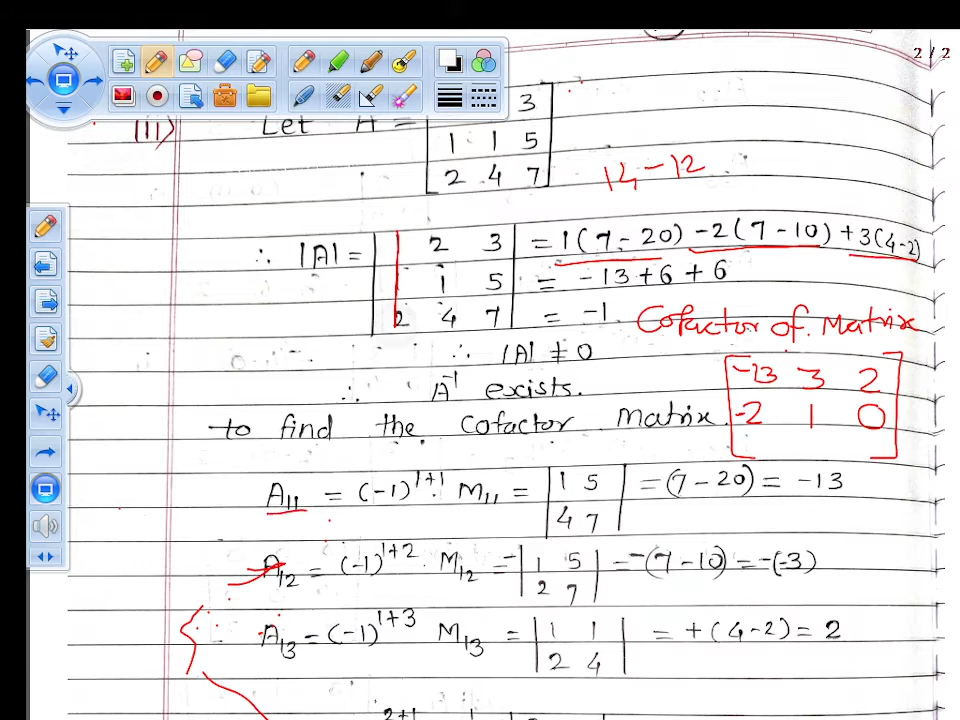 2 / 2
(iii) Let A = [ 3
1 1 5
2 4 7 ]
14 - 12
∴ |A| = | 2 3 | = 1(7-20) -2(7-10) +3(4-2)
| 1 5 | = -13+6+6
| 2 4 7 | = -1.
Cofactor of. Matrix
∴ |A| ≠ 0
[ -13 3 2
∴ A⁻¹ excists.
-2 1 0 ]
to find the cofactor Matrix.
A₁₁ = (-1)¹⁺¹ M₁₁ = | 1 5 | = (7-20) = -13
| 4 7 |
A₁₂ = (-1)¹⁺² . M₁₂ = - | 1 5 | = -(7-10) = -(-3)
| 2 7 |
A₁₃ = (-1)¹⁺³ M₁₃ = | 1 1 | = +(4-2) = 2
| 2 4 |
2+1